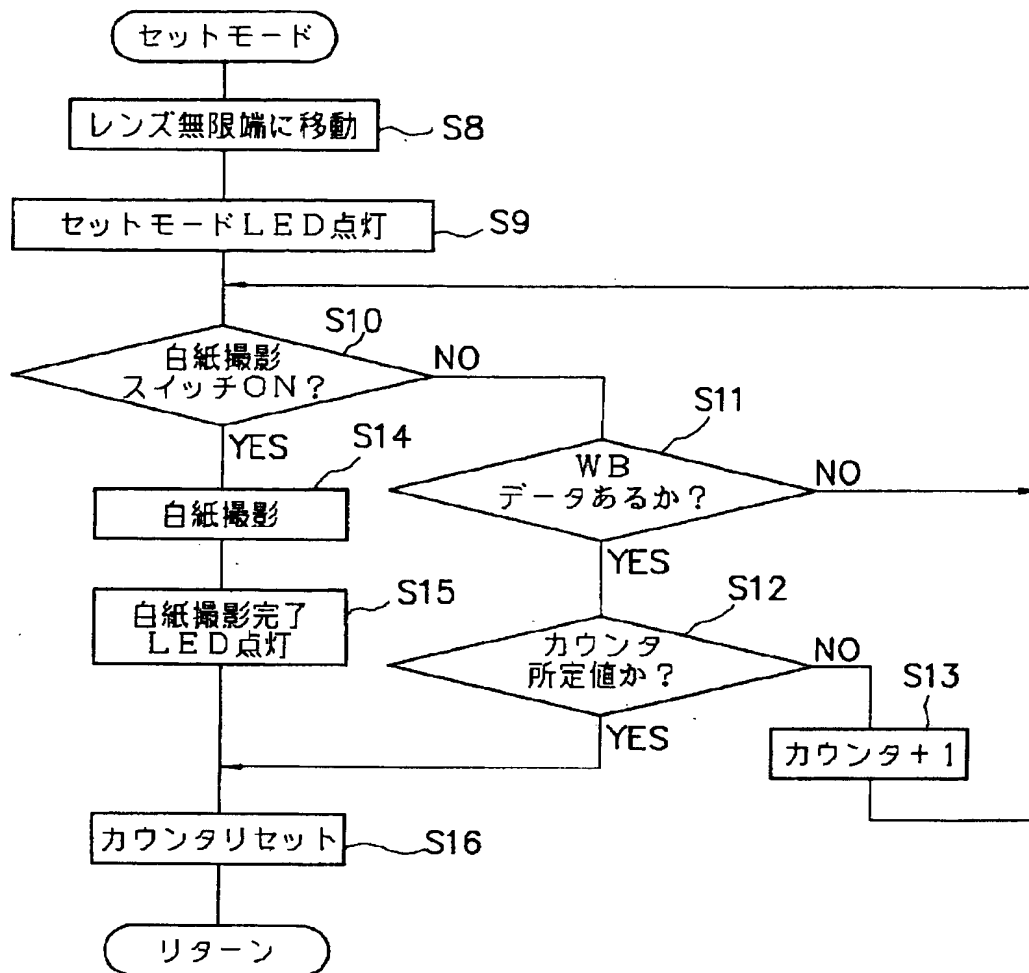 セットモード
レンズ無限端に移動
S8
セットモードLED点灯
S9
S10
白紙撮影
スイッチON?
NO
YES
S11
WB
データあるか?
NO
YES
S14
白紙撮影
S15
白紙撮影完了
LED点灯
S12
カウンタ
所定値か?
NO
YES
S13
カウンタ+1
カウンタリセット
S16
リターン